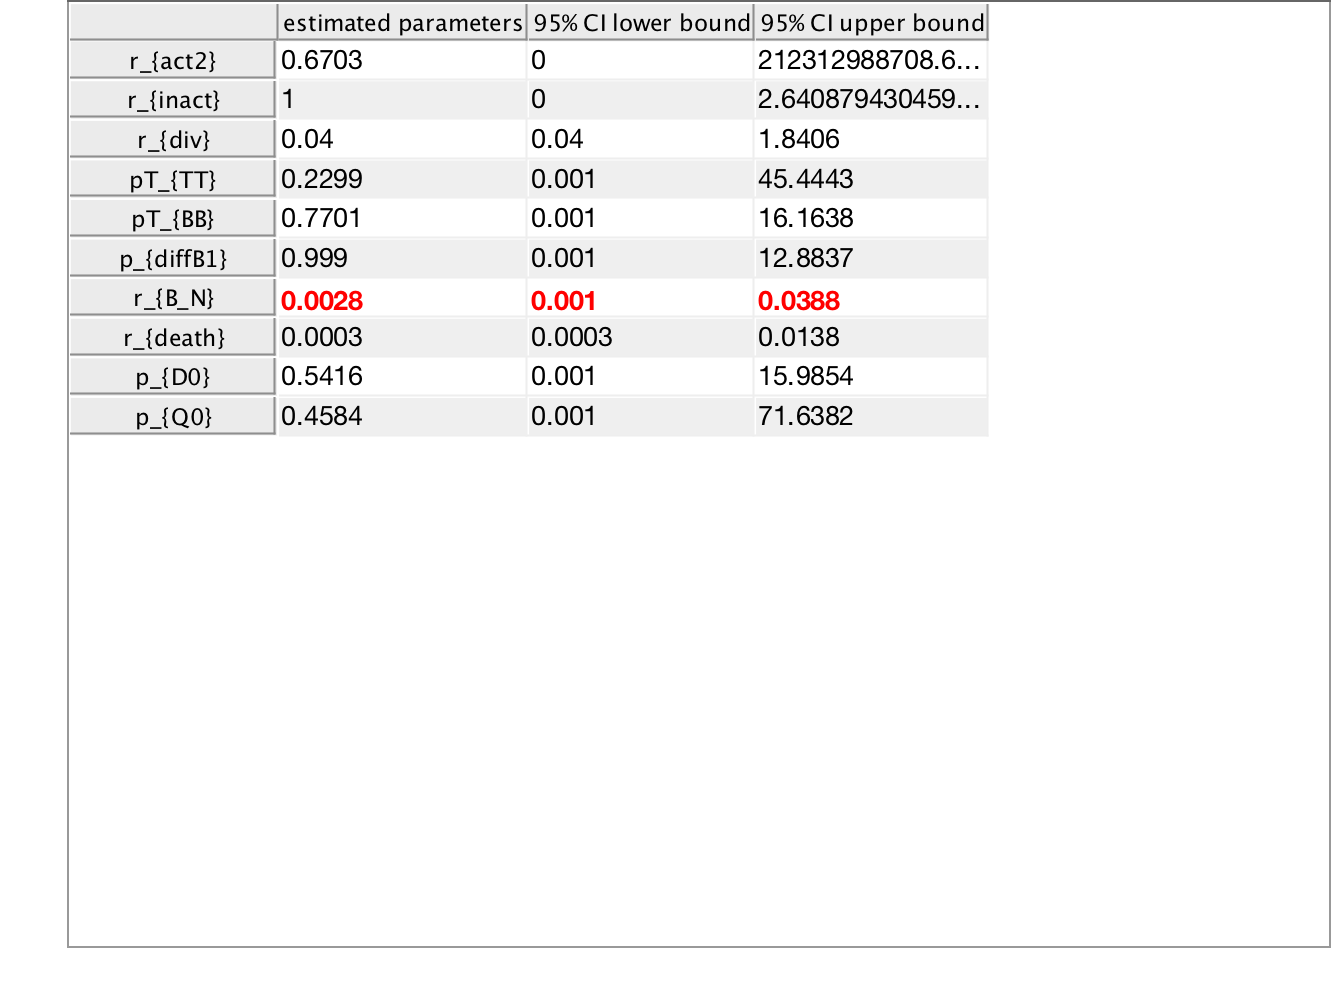 estimated parameters 95% CI lower bound 95% CI upper bound
r_{act2} 0.6703 0 212312988708.6...
r_{inact} 1 0 2.640879430459...
r_{div} 0.04 0.04 1.8406
pT_{TT} 0.2299 0.001 45.4443
pT_{BB} 0.7701 0.001 16.1638
p_{diffB1} 0.999 0.001 12.8837
r_{B_N} 0.0028 0.001 0.0388
r_{death} 0.0003 0.0003 0.0138
p_{D0} 0.5416 0.001 15.9854
p_{Q0} 0.4584 0.001 71.6382